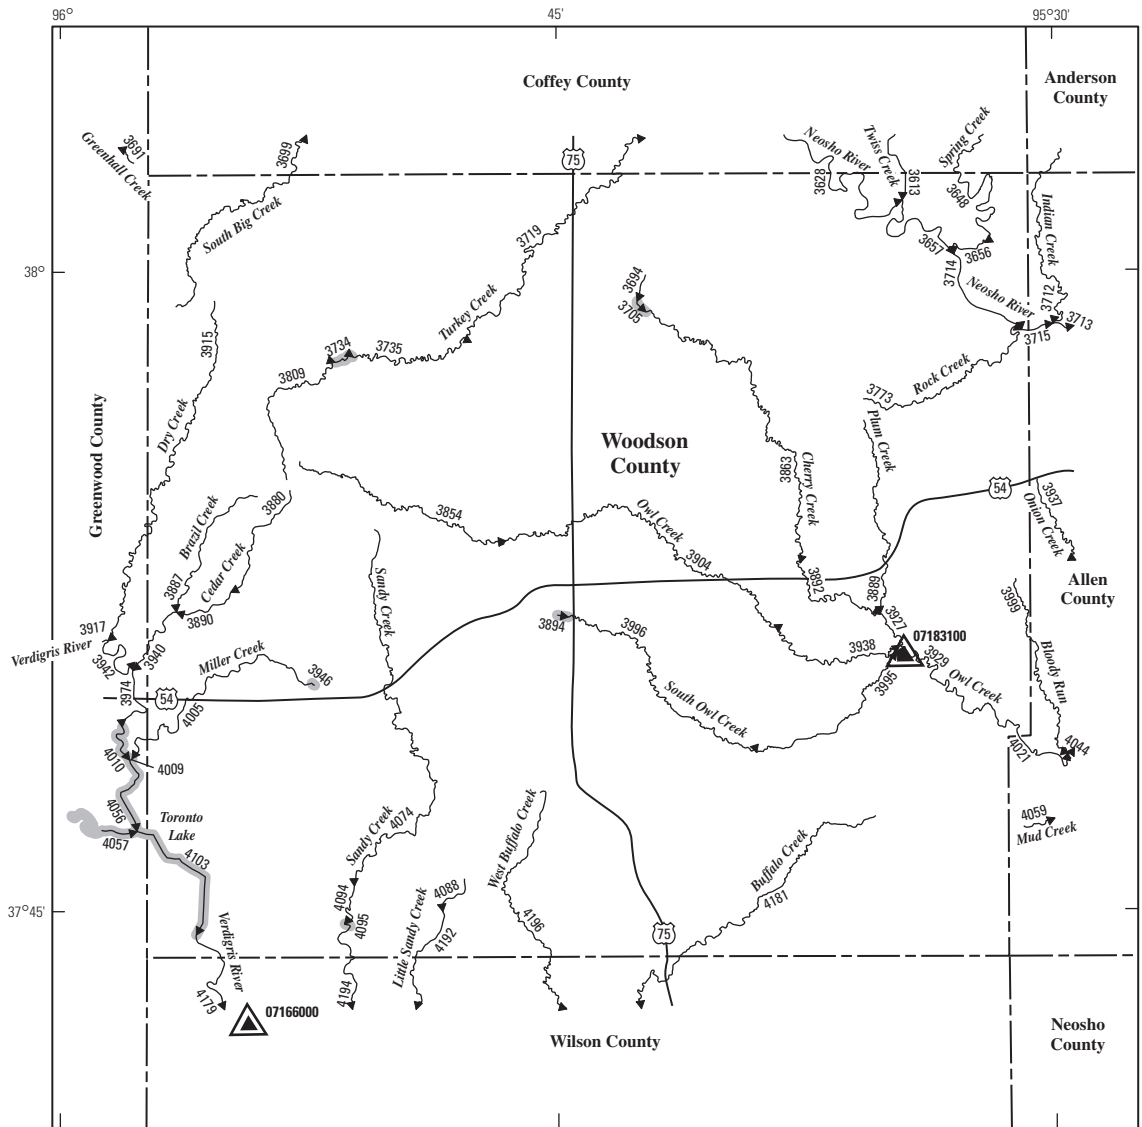 96°
45'
95°30'
Coffey County
Anderson
County
Greenhall Creek
3691
3699
75
Neosho River
3628
Twiss Creek
3613
Spring Creek
3648
South Big Creek
3719
3657
3656
3714
Indian Creek
38°
3694
3705
Neosho River
3712
3713
3715
Turkey Creek
3915
3734
3735
3809
Rock Creek
3773
Dry Creek
Greenwood County
Woodson
County
Plum Creek
3863
Cherry Creek
54
3937
Onion Creek
3880
3854
Owl Creek
Brazil Creek
Cedar Creek
3904
Sandy Creek
3887
3890
3892
3889
Allen
County
3999
3917
Verdigris River
3942
3940
3894
3996
3927
07183100
3938
3929
Miller Creek
3946
3974
54
4005
3995
Owl Creek
Bloody Run
South Owl Creek
4021
4044
4010
4009
4056
Toronto
Lake
4057
4103
Sandy Creek
4074
West Buffalo Creek
Buffalo Creek
4181
4059
Mud Creek
37°45'
4094
4095
4088
Little Sandy Creek
4192
4196
75
Verdigris River
4179
4194
07166000
Wilson County
Neosho
County